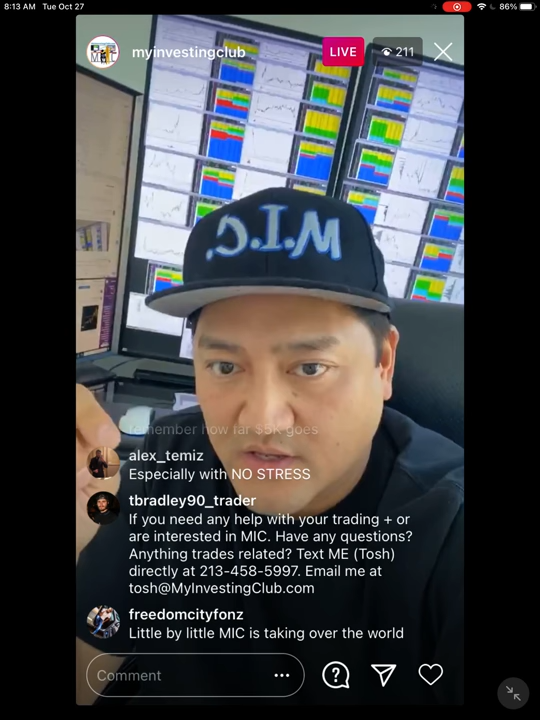 8:13 AM Tue Oct 27
86%
myinvestingclub
LIVE
211
M.I.C.
remember how far $5K goes
alex_temiz
Especially with NO STRESS
tbradley90_trader
If you need any help with your trading + or
are interested in MIC. Have any questions?
Anything trades related? Text ME (Tosh)
directly at 213-458-5997. Email me at
tosh@MyInvestingClub.com
freedomcityfonz
Little by little MIC is taking over the world
Comment